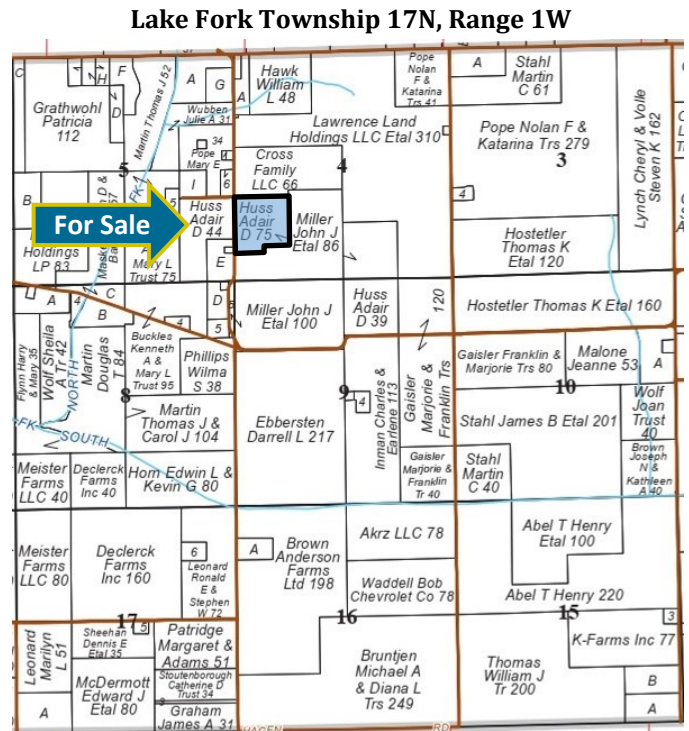 Lake Fork Township 17N, Range 1W
C
H
F
Martin Thomas J 52
A
G
Grathwohl
Patricia
112
D
Wubben
Julie A 31
34
Pope
Mary E
5
I
6
A
Hawk
William
L 48
Pope
Nolan
F &
Katarina
Trs 41
Lawrence Land
Holdings LLC Etal 310
Cross
Family
LLC 66
4
A
Stahl
Martin
C 61
Pope Nolan F &
Katarina Trs 279
3
4
Lynch Cheryl & Volle
Steven K 162
B
For Sale
Huss
Adair
D 44
Huss
Adair
D 75
Miller
John J
Etal 86
Hostetler
Thomas K
Etal 120
Holdings
LP 83
Mary L
Trust 75
E
A
4
C
B
D
5
Miller John J
Etal 100
Huss
Adair
D 39
120
Hostetler Thomas K Etal 160
Flynn Harry
& Mary 35
Wolf Sheila
A Tr 42
NORTH
Martin
Douglas
T 84
4
Buckles
Kenneth
A & Mary
L Trust
95
Phillips
Wilma
S 38
8
9
Inman Charles &
Earlene 113
4
Gaisler
Marjorie &
Franklin Trs
Gaisler Franklin &
Marjorie Trs 80
Malone
Jeanne 53
A
10
Martin
Thomas J &
Carol J 104
Ebbersten
Darrell L 217
Stahl James B Etal 201
Wolf
Joan
Trust
40
FK
SOUTH
Meister
Farms
LLC 40
Declerck
Farms
Inc 40
Horn Edwin L &
Kevin G 80
Gaisler
Marjorie &
Franklin
Tr 40
Stahl
Martin
C 40
Brown
Joseph
N &
Kathleen
A 40
Meister
Farms
LLC 80
Declerck
Farms
Inc 160
6
Leonard
Ronald
E &
Stephen
W 72
A
Brown
Anderson
Farms
Ltd 198
Akrz LLC 78
Waddell Bob
Chevrolet Co 78
Abel T Henry
Etal 100
Abel T Henry 220
17
16
15
Leonard
Marilyn
L 51
Sheehan
Dennis E
Etal 35
5
Patridge
Margaret &
Adams 51
3
K-Farms Inc 77
McDermott
Edward J
Etal 80
Stoutenborough
Catherine D
Trust 34
3
Graham
James A 31
A
Bruntjen
Michael A
& Diana L
Trs 249
Thomas
William J
Tr 200
B
A
HAGEN
RD